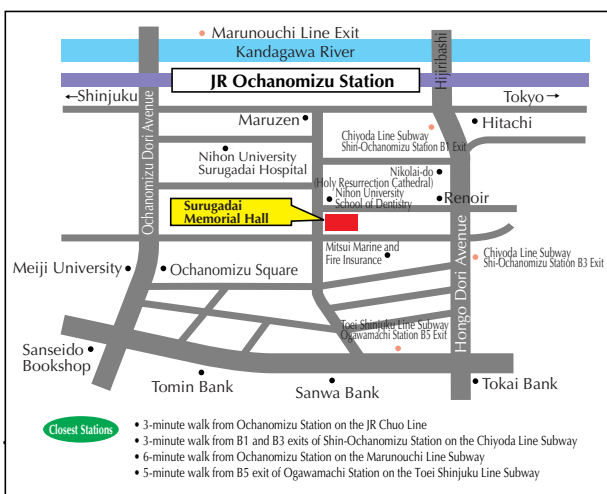 Marunouchi Line Exit
Kandagawa River
Hijiribashi
JR Ochanomizu Station
←Shinjuku
Tokyo→
Ochanomizu Dori Avenue
Maruzen
Hitachi
Chiyoda Line Subway
Shin-Ochanomizu Station B1 Exit
Nihon University
Surugadai Hospital
Nikolai-do
(Holy Resurrection Cathedral)
Nihon University
School of Dentistry
Renoir
Surugadai
Memorial Hall
Mitsui Marine and
Fire Insurance
Chiyoda Line Subway
Shi-Ochanomizu Station B3 Exit
Meiji University
Ochanomizu Square
Hongo Dori Avenue
Toei Shinjuku Line Subway
Ogawamachi Station B5 Exit
Sanseido
Bookshop
Tomin Bank
Sanwa Bank
Tokai Bank
Closest Stations
• 3-minute walk from Ochanomizu Station on the JR Chuo Line
• 3-minute walk from B1 and B3 exits of Shin-Ochanomizu Station on the Chiyoda Line Subway
• 6-minute walk from Ochanomizu Station on the Marunouchi Line Subway
• 5-minute walk from B5 exit of Ogawamachi Station on the Toei Shinjuku Line Subway